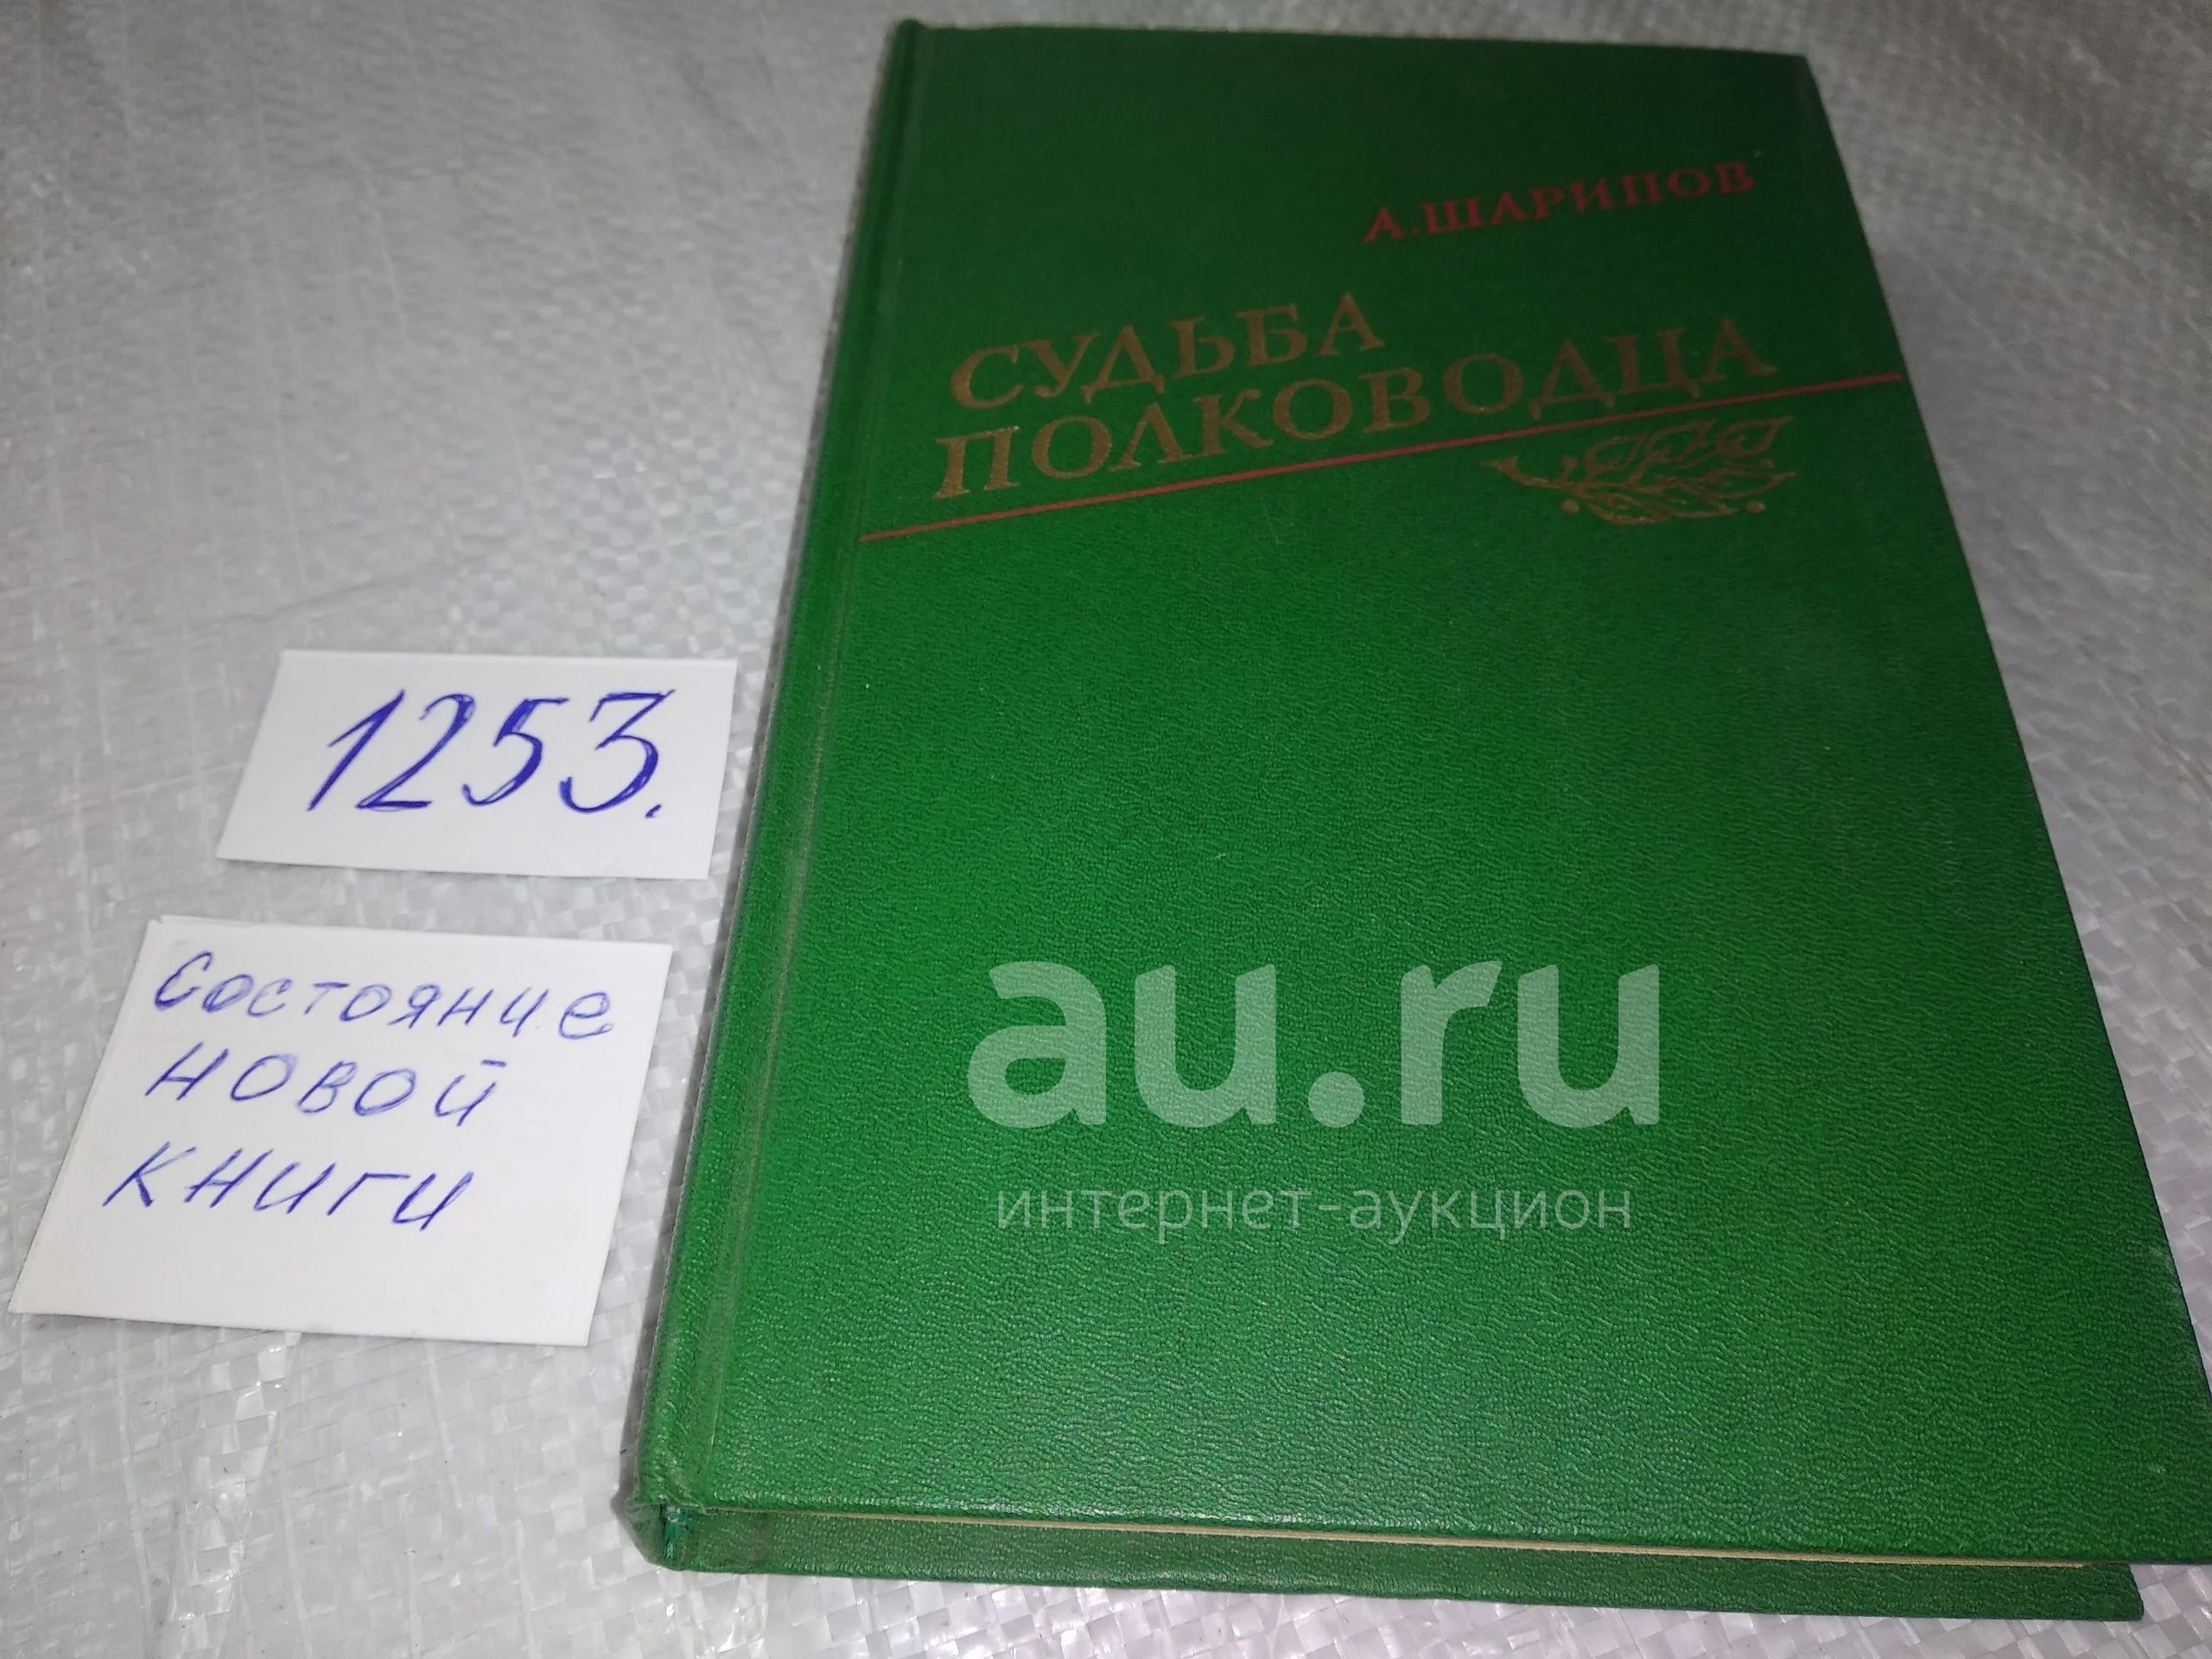 А.ШАРИПОВ
СУДЬБА
ПОЛКОВОДЦА
1253.
Состояние
новой
книги
au.ru
интернет-аукцион